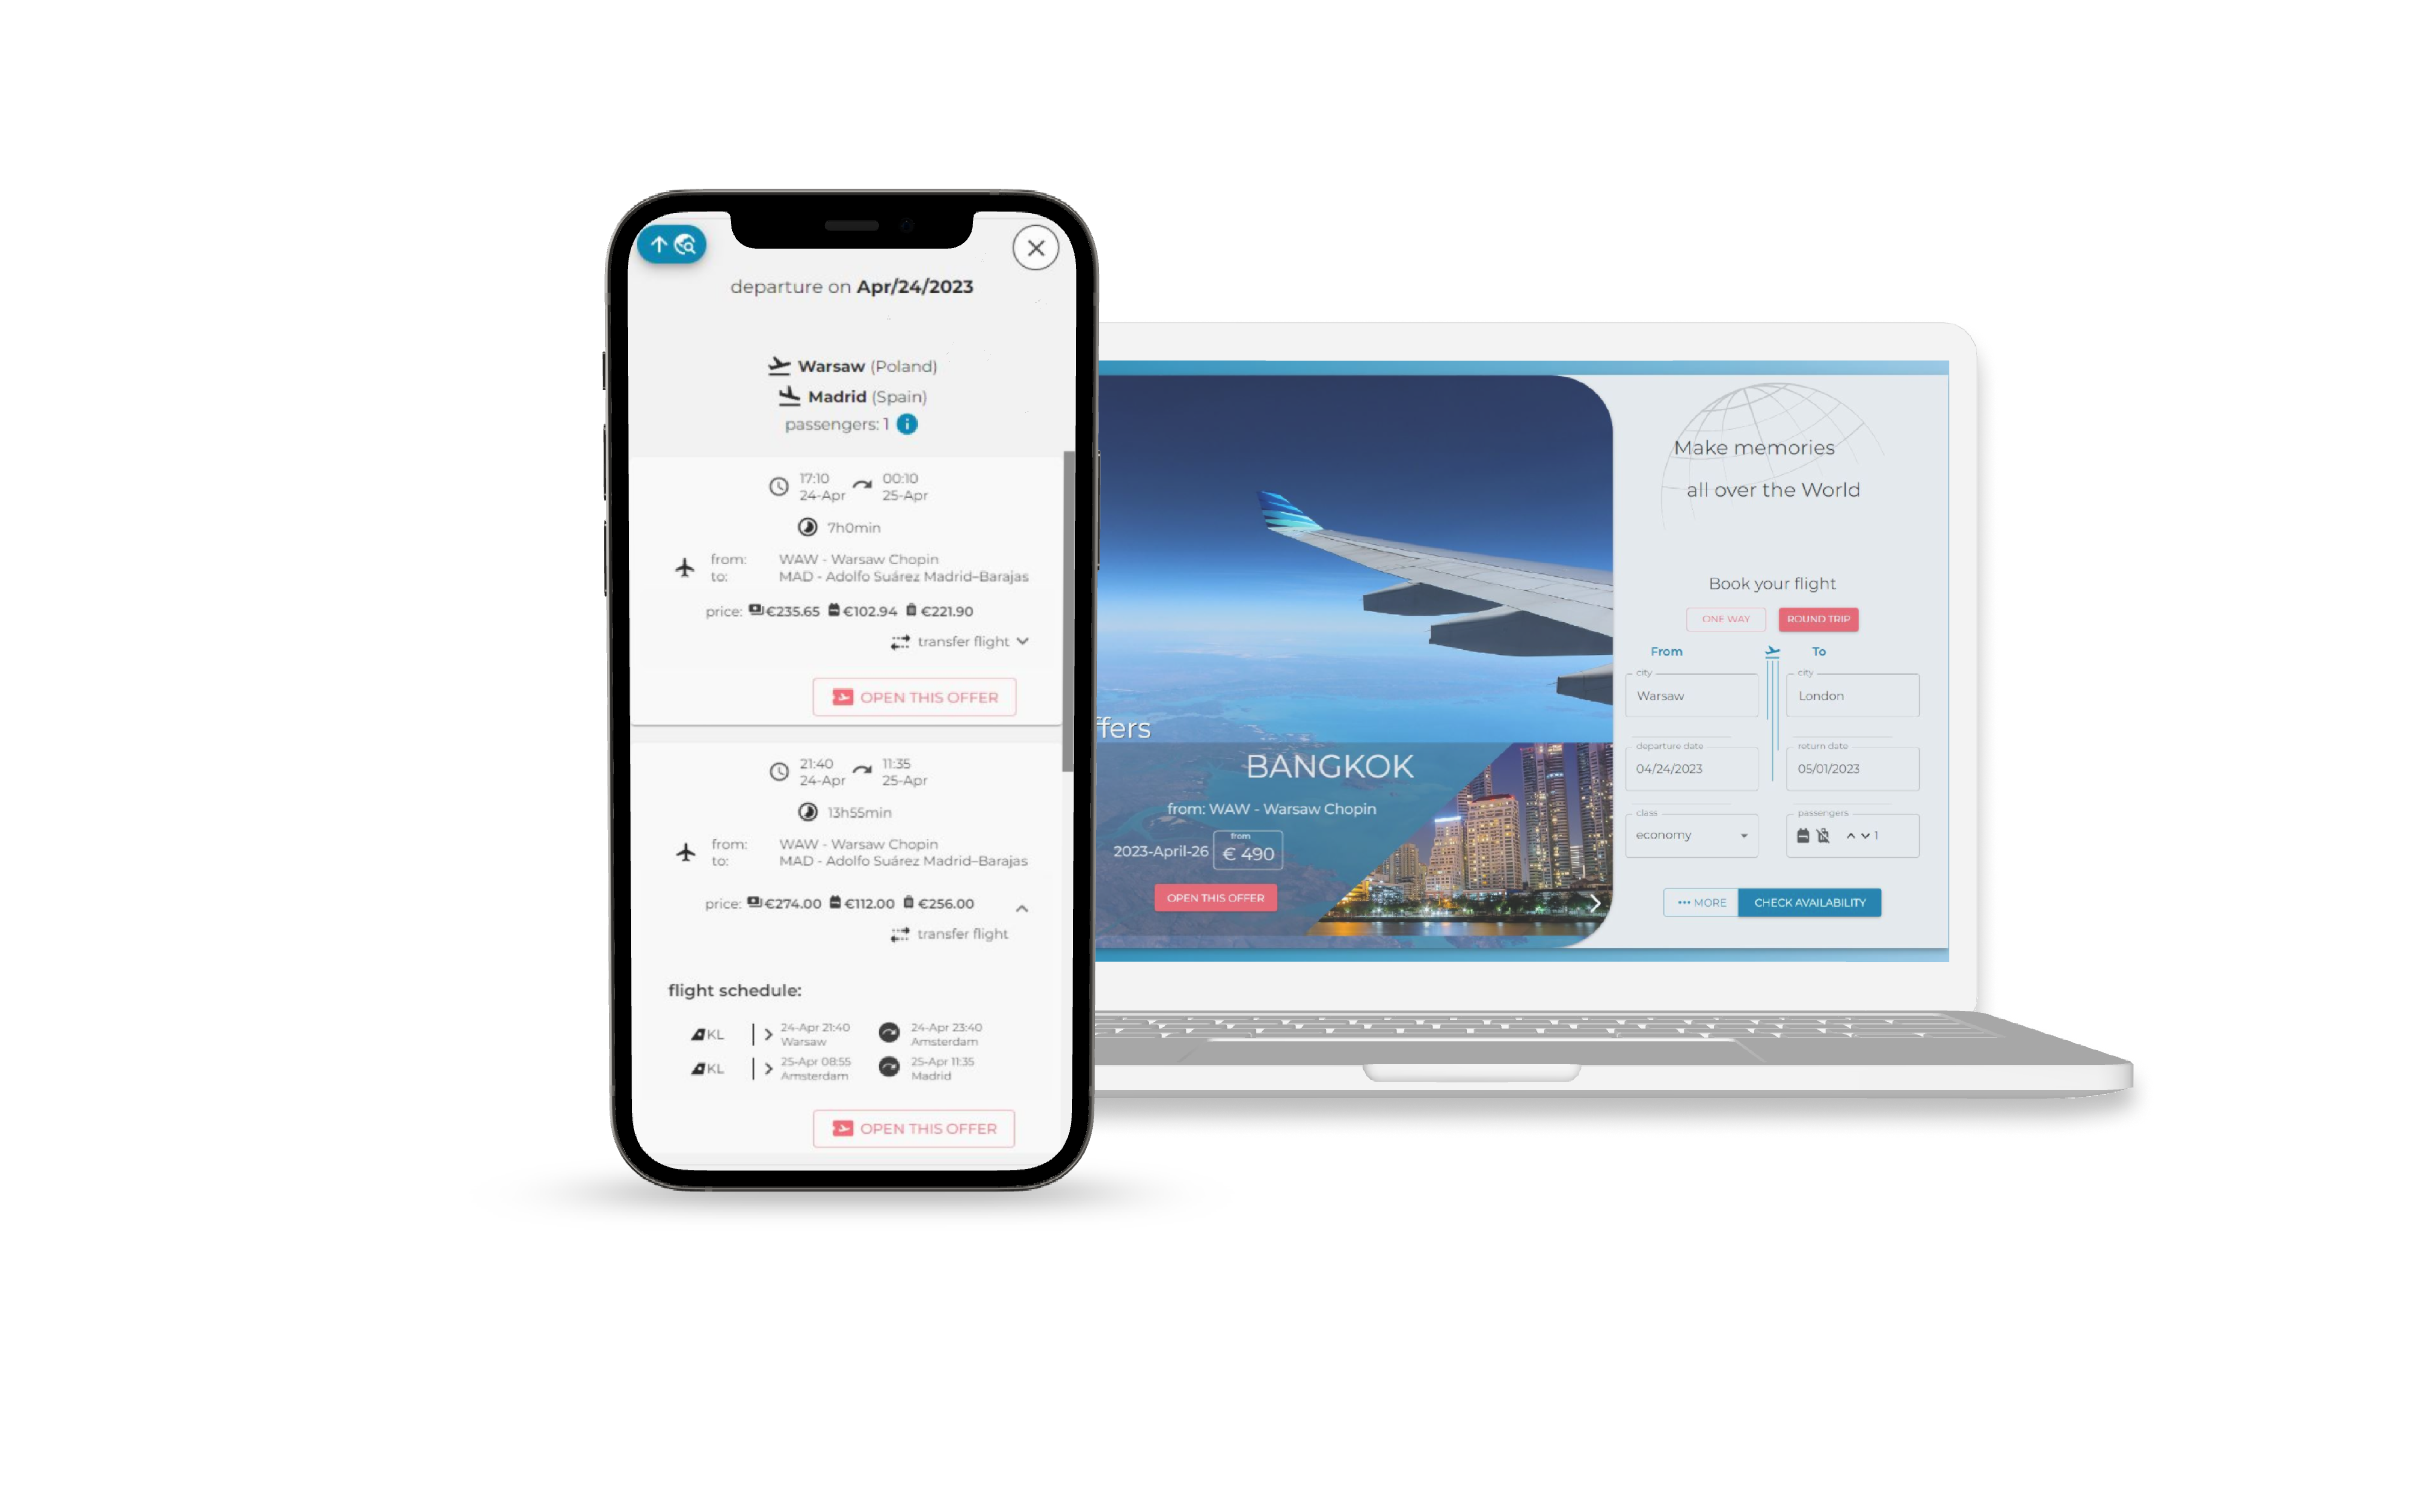 departure on Apr/24/2023
Warsaw (Poland)
Madrid (Spain)
passengers: 1
17:10 00:10
24-Apr 25-Apr
7h0min
from: WAW - Warsaw Chopin
to: MAD - Adolfo Suárez Madrid–Barajas
price: €235.65 €102.94 €221.90
transfer flight
OPEN THIS OFFER
21:40 11:35
24-Apr 25-Apr
13h55min
from: WAW - Warsaw Chopin
to: MAD - Adolfo Suárez Madrid–Barajas
price: €274.00 €112.00 €256.00
transfer flight
flight schedule:
KL 24-Apr 21:40 24-Apr 23:40
Warsaw Amsterdam
KL 25-Apr 08:55 25-Apr 11:35
Amsterdam Madrid
OPEN THIS OFFER
ffers
BANGKOK
from: WAW - Warsaw Chopin
from
2023-April-26 € 490
OPEN THIS OFFER
Make memories
all over the World
Book your flight
ONE WAY ROUND TRIP
From To
city city
Warsaw London
departure date return date
04/24/2023 05/01/2023
class passengers
economy 1
••• MORE CHECK AVAILABILITY